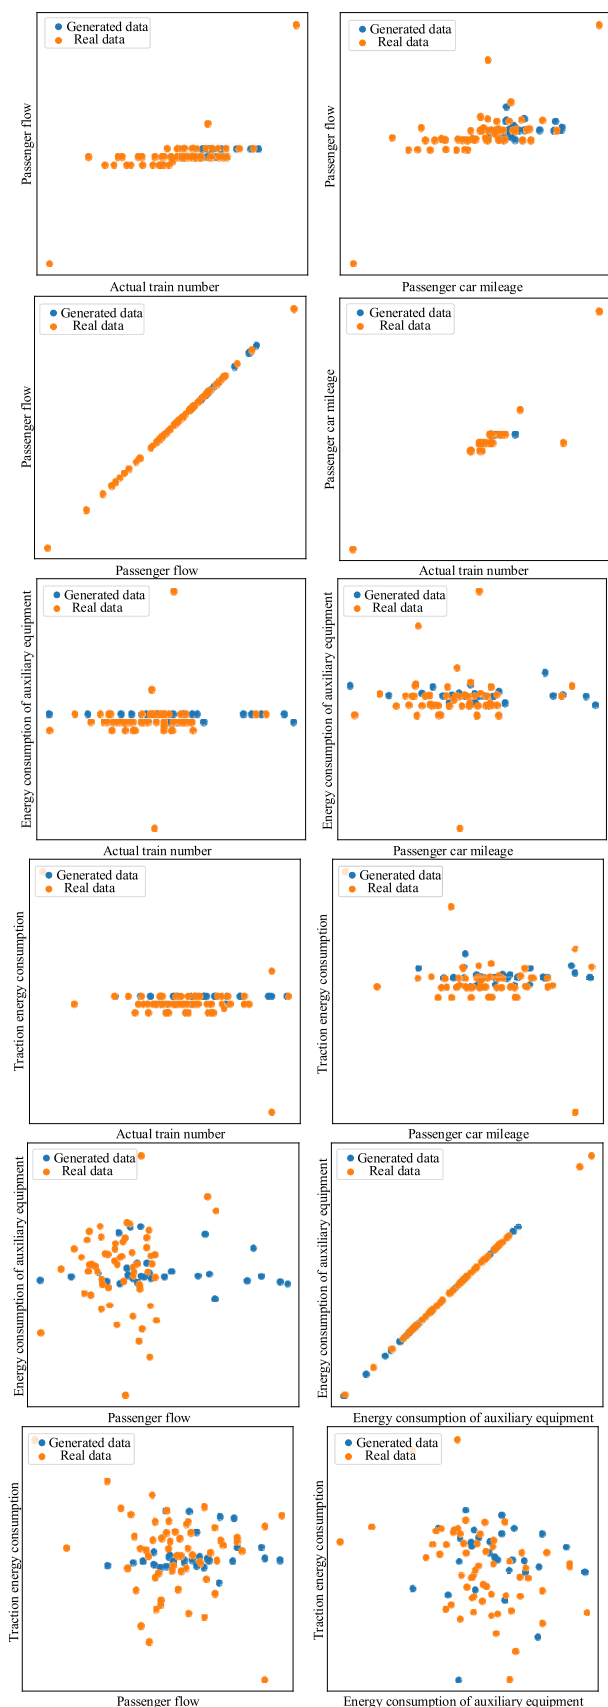 Generated data
Real data
Passenger flow
Actual train number
Generated data
Real data
Passenger flow
Passenger car mileage
Generated data
Real data
Passenger flow
Passenger flow
Generated data
Real data
Passenger car mileage
Actual train number
Generated data
Real data
Energy consumption of auxiliary equipment
Actual train number
Generated data
Real data
Energy consumption of auxiliary equipment
Passenger car mileage
Generated data
Real data
Traction energy consumption
Actual train number
Generated data
Real data
Traction energy consumption
Passenger car mileage
Generated data
Real data
Energy consumption of auxiliary equipment
Passenger flow
Generated data
Real data
Energy consumption of auxiliary equipment
Energy consumption of auxiliary equipment
Generated data
Real data
Traction energy consumption
Passenger flow
Generated data
Real data
Traction energy consumption
Energy consumption of auxiliary equipment